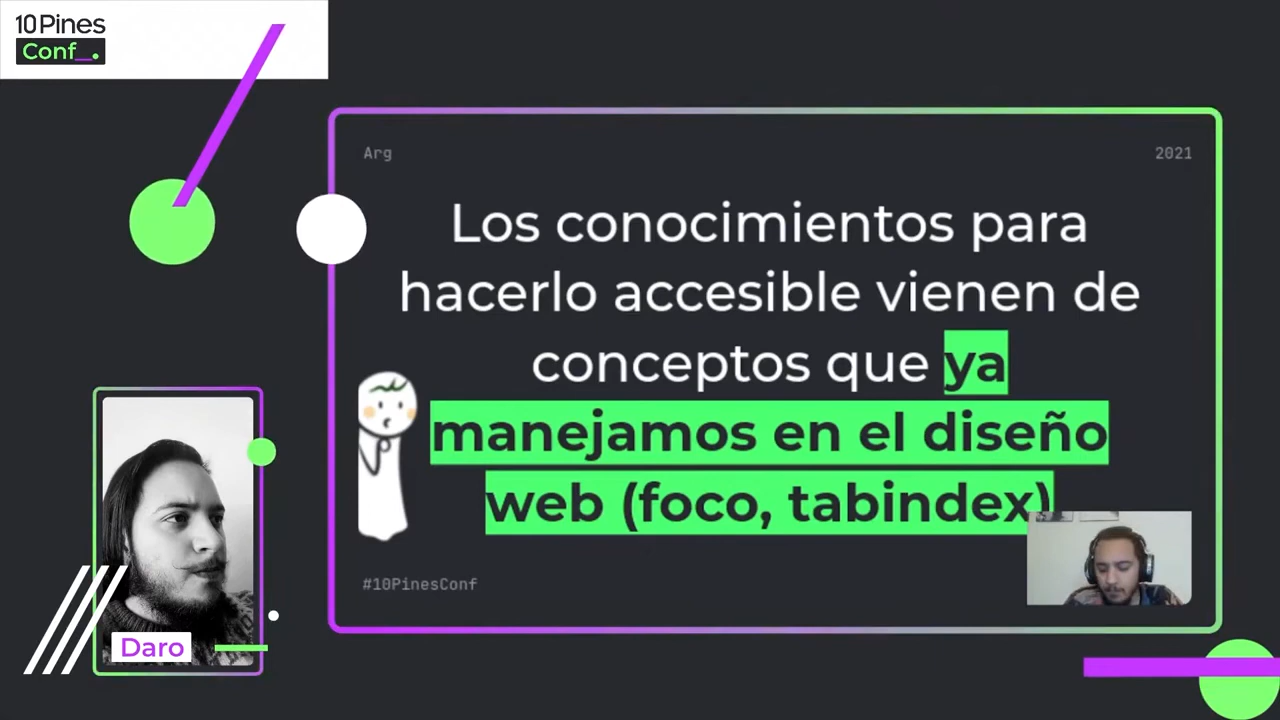 10Pines
Conf_.
Arg
2021
Los conocimientos para
hacerlo accesible vienen de
conceptos que ya
manejamos en el diseño
web (foco, tabindex)
#10PinesConf
Daro